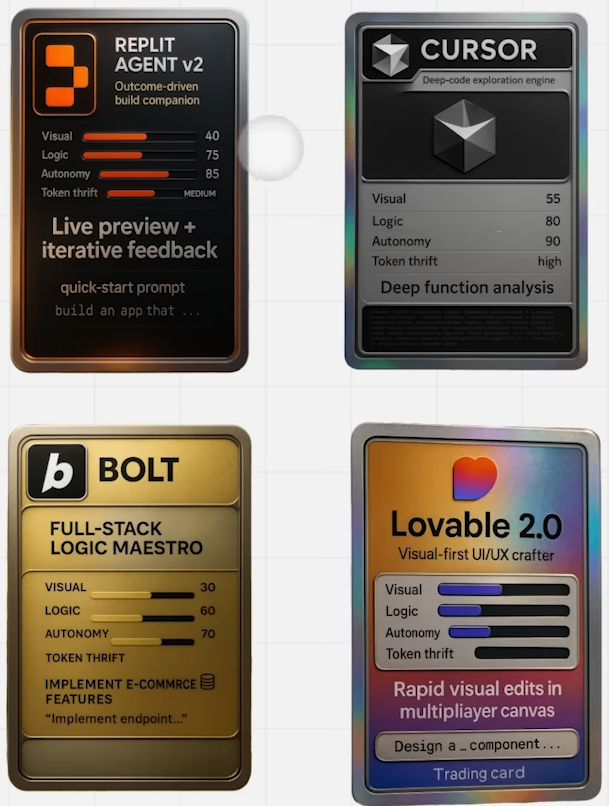 REPLIT
AGENT v2
Outcome-driven
build companion
Visual 40
Logic 75
Autonomy 85
Token thrift MEDIUM
Live preview +
iterative feedback
quick-start prompt
build an app that ...
CURSOR
Deep-code exploration engine
Visual 55
Logic 80
Autonomy 90
Token thrift high
Deep function analysis
b BOLT
FULL-STACK
LOGIC MAESTRO
VISUAL 30
LOGIC 60
AUTONOMY 70
TOKEN THRIFT
IMPLEMENT E-COMMRCE
FEATURES
“Implement endpoint...”
Lovable 2.0
Visual-first UI/UX crafter
Visual
Logic
Autonomy
Token thrift
Rapid visual edits in
multipliayer canvas
Design a _ component...
Trading card